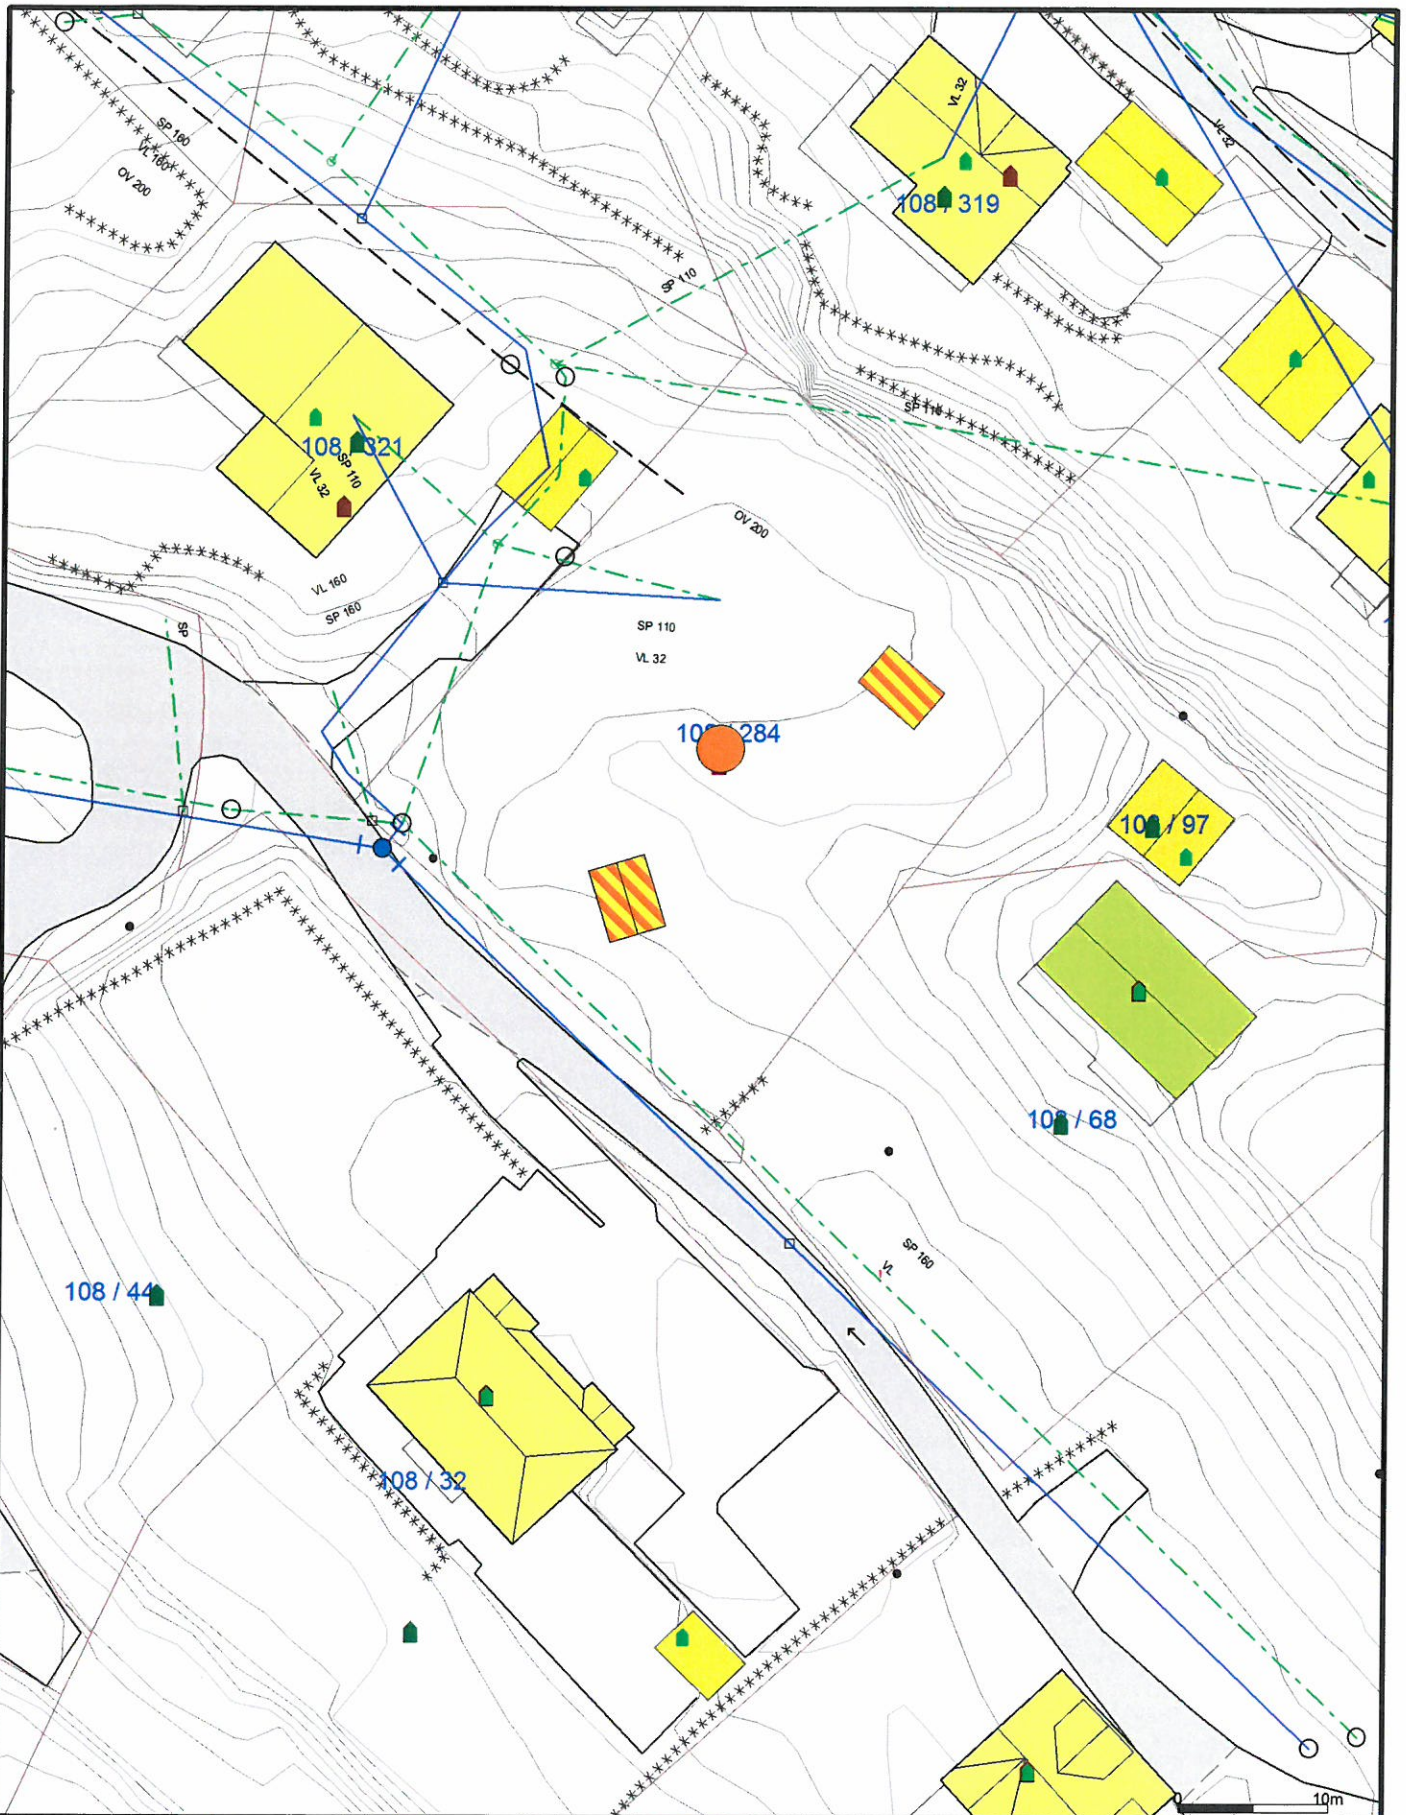 SP 160
VL 160
OV 200
VL 32
VL 32
108 / 319
SP 110
SP 110
108 / 321
SP 110
VL 32
OV 200
VL 160
SP 160
SP
SP 110
VL 32
108 / 284
108 / 97
108 / 68
SP 160
VL
108 / 44
108 / 32
0 10m